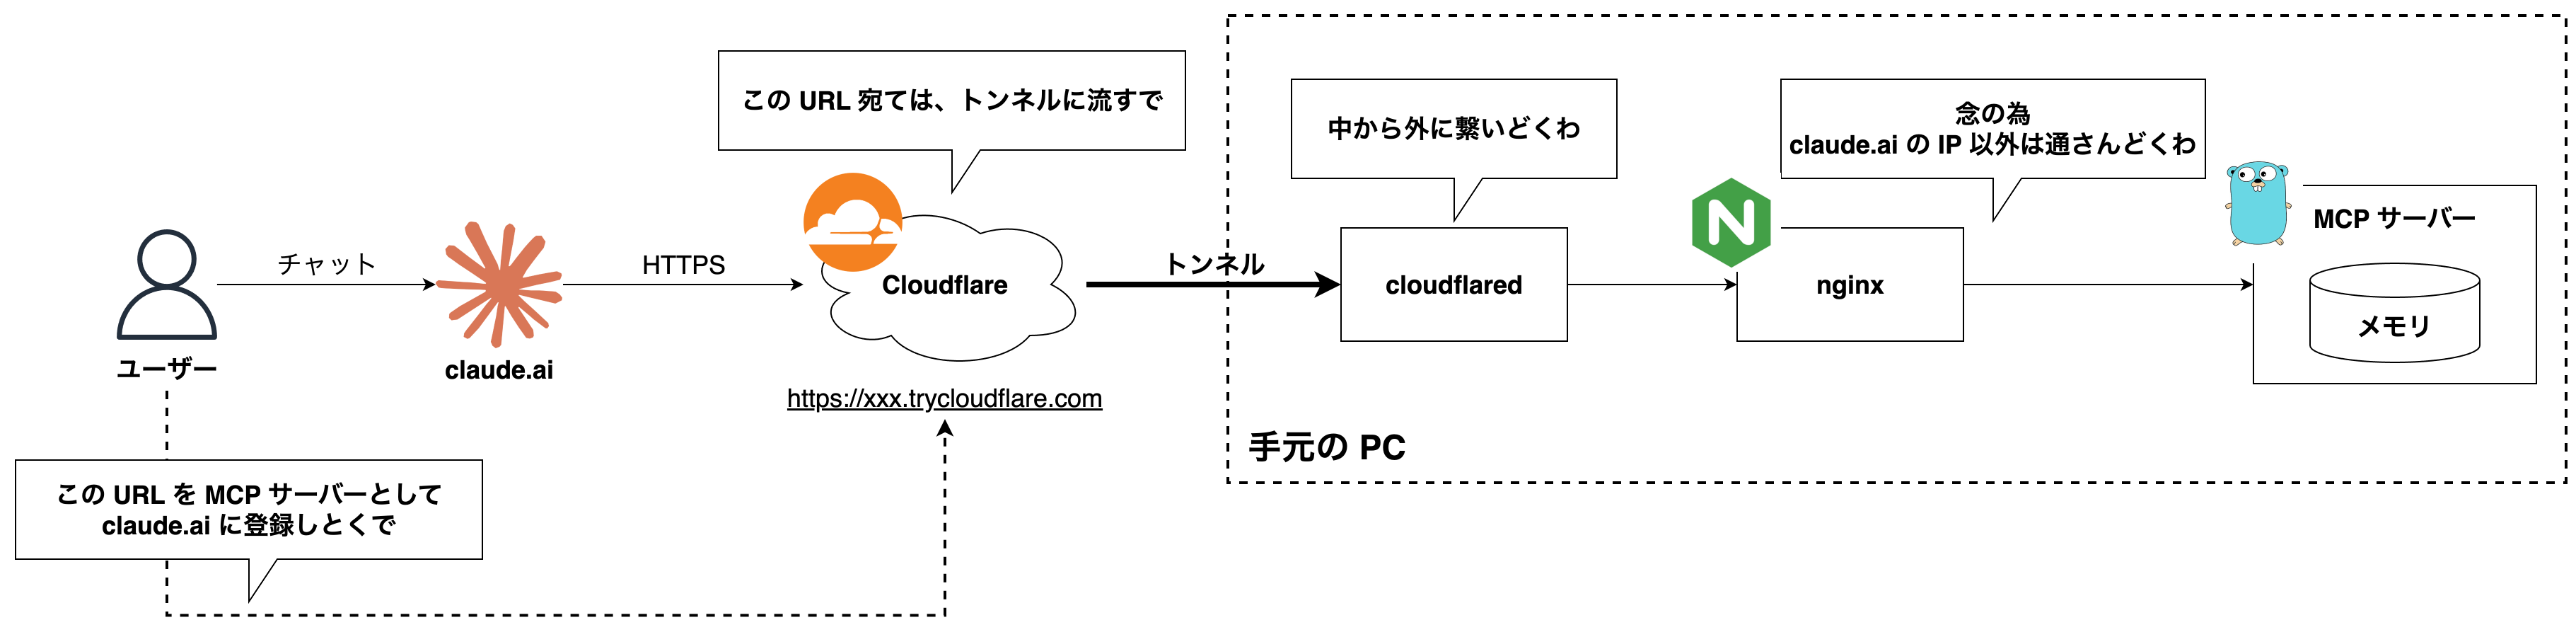 この URL 宛ては、トンネルに流すで
中から外に繋いどくわ
念の為
claude.ai の IP 以外は通さんどくわ
MCP サーバー
チャット
HTTPS
トンネル
Cloudflare
cloudflared
nginx
メモリ
ユーザー
claude.ai
https://xxx.trycloudflare.com
手元の PC
この URL を MCP サーバーとして
claude.ai に登録しとくで